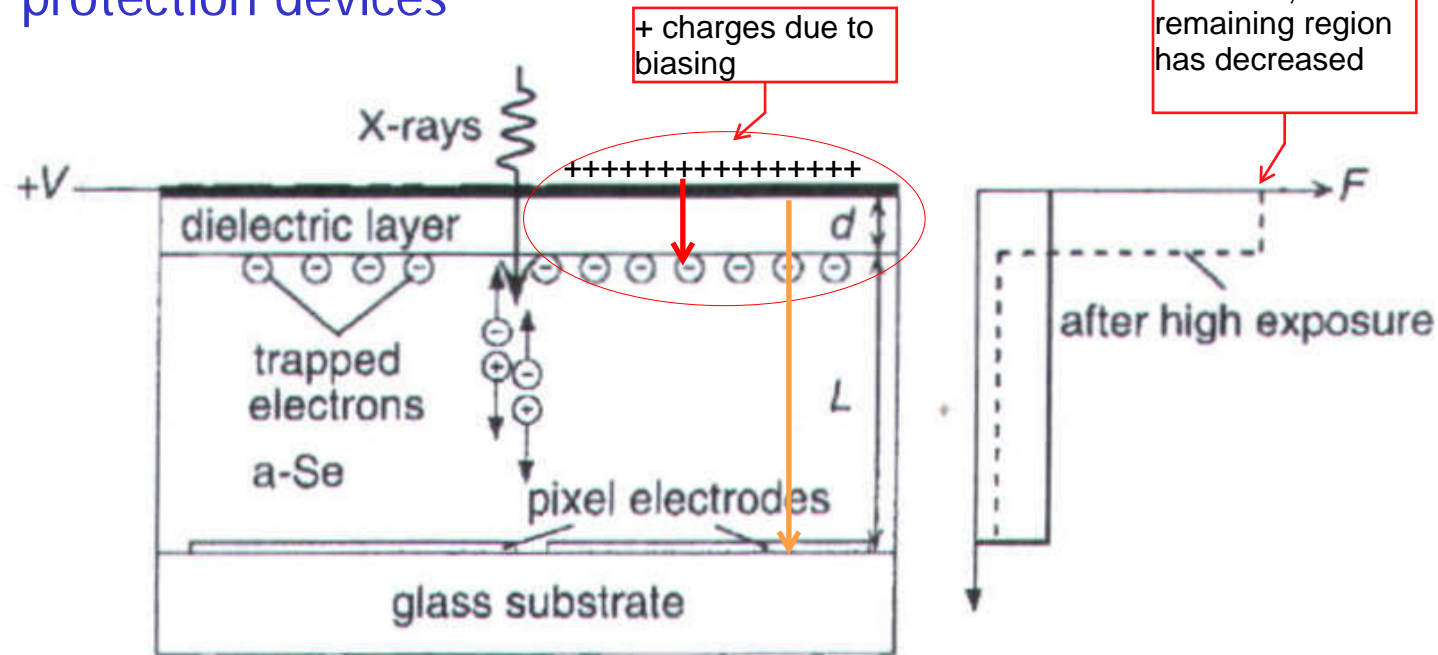 protection devices
+ charges due to
biasing
remaining region
has decreased
X-rays
+++++++++++++++
+V
F
dielectric layer
d
after high exposure
trapped
electrons
L
a-Se
pixel electrodes
glass substrate